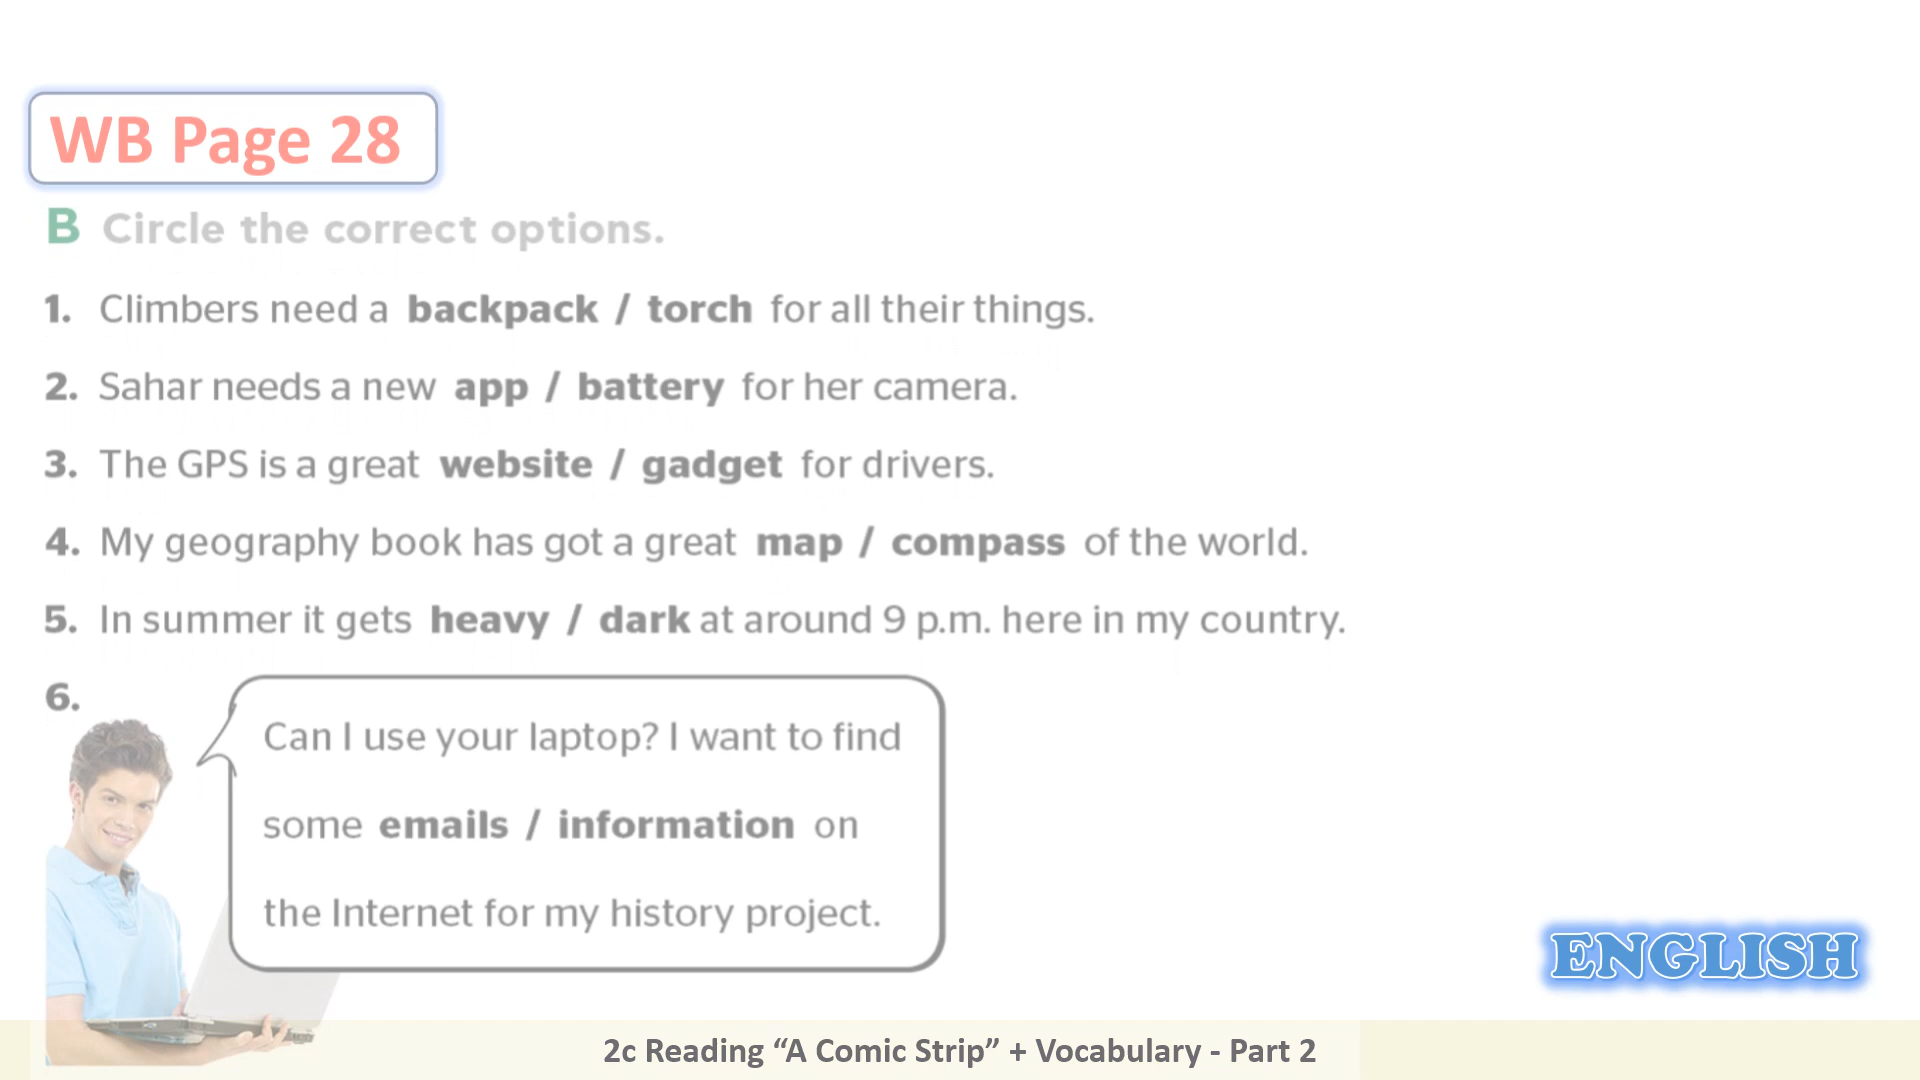 WB Page 28
B Circle the correct options.
1. Climbers need a backpack / torch for all their things.
2. Sahar needs a new app / battery for her camera.
3. The GPS is a great website / gadget for drivers.
4. My geography book has got a great map / compass of the world.
5. In summer it gets heavy / dark at around 9 p.m. here in my country.
6.
Can I use your laptop? I want to find
some emails / information on
the Internet for my history project.
ENGLISH
2c Reading “A Comic Strip” + Vocabulary - Part 2